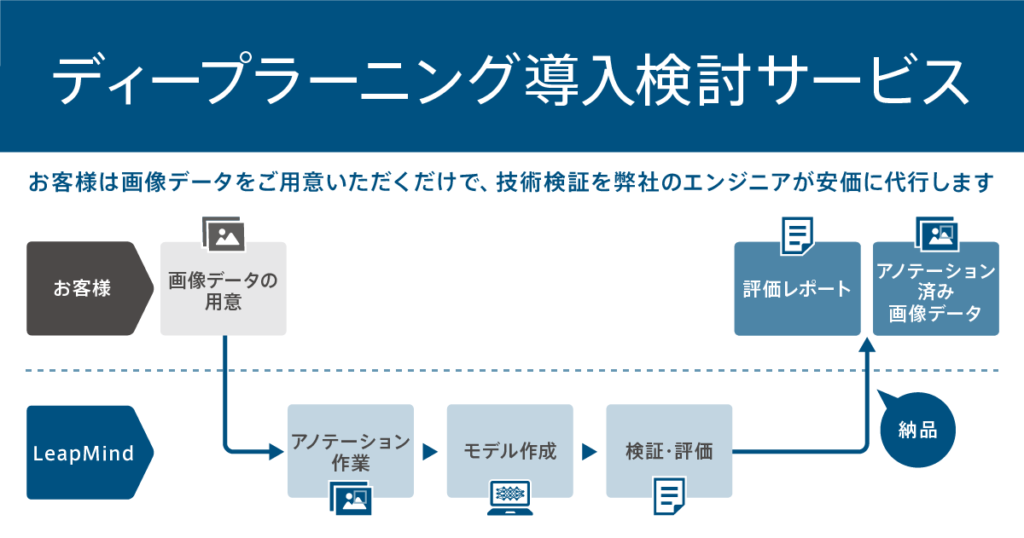 ディープラーニング導入検討サービス
お客様は画像データをご用意いただくだけで、技術検証を弊社のエンジニアが安価に代行します
お客様
画像データの
用意
評価レポート
アノテーション
済み
画像データ
LeapMind
アノテーション
作業
モデル作成
検証・評価
納品